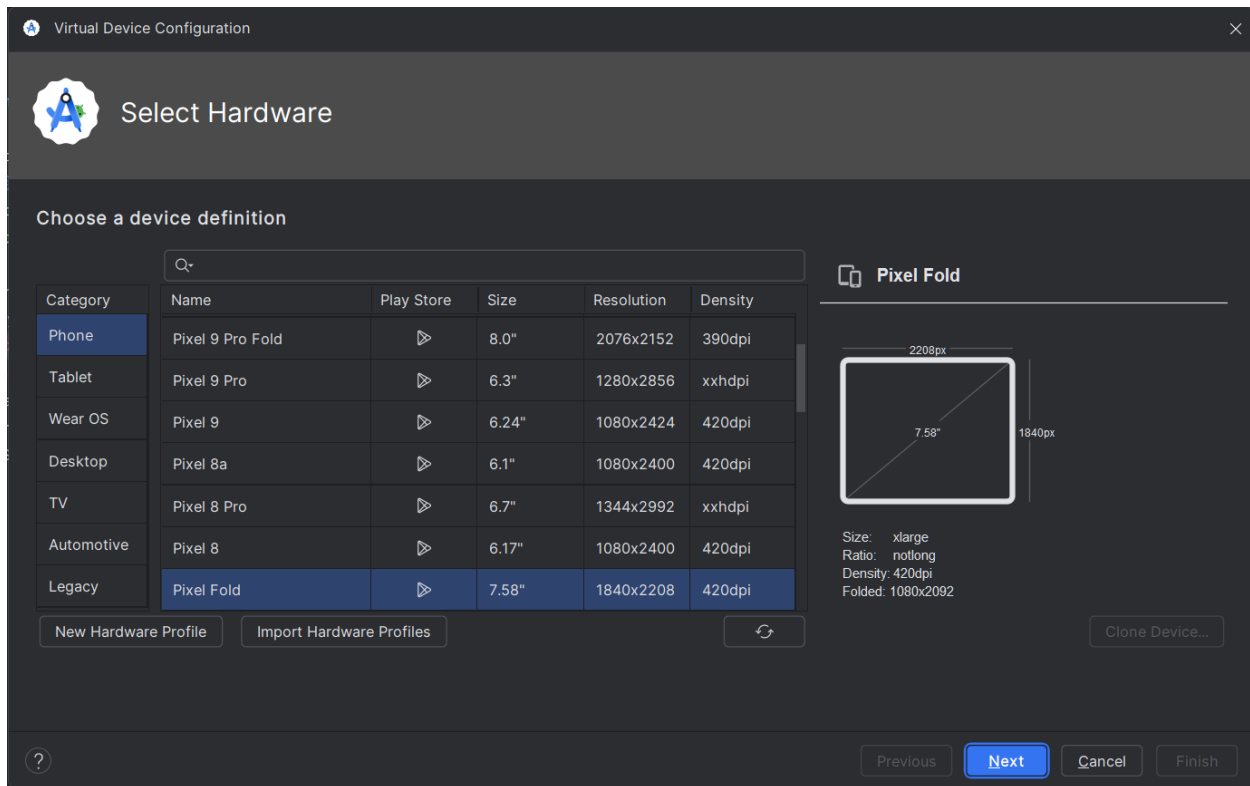 Virtual Device Configuration
Select Hardware
Choose a device definition
Category
Phone
Tablet
Wear OS
Desktop
TV
Automotive
Legacy
Name Play Store Size Resolution Density
Pixel 9 Pro Fold 8.0" 2076x2152 390dpi
Pixel 9 Pro 6.3" 1280x2856 xxhdpi
Pixel 9 6.24" 1080x2424 420dpi
Pixel 8a 6.1" 1080x2400 420dpi
Pixel 8 Pro 6.7" 1344x2992 xxhdpi
Pixel 8 6.17" 1080x2400 420dpi
Pixel Fold 7.58" 1840x2208 420dpi
New Hardware Profile Import Hardware Profiles
Pixel Fold
2208px
7.58"
1840px
Size: xlarge
Ratio: notlong
Density: 420dpi
Folded: 1080x2092
Clone Device...
?
Previous Next Cancel Finish